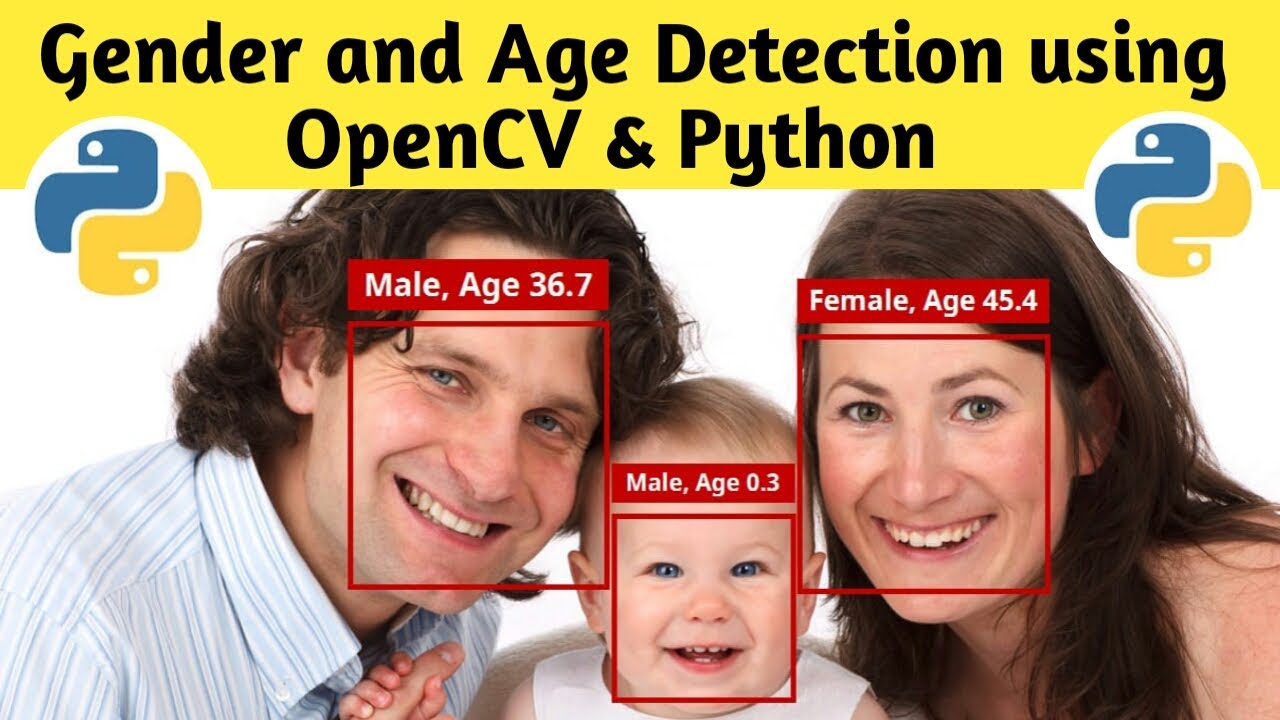 Gender and Age Detection using
OpenCV & Python
Male, Age 36.7
Female, Age 45.4
Male, Age 0.3